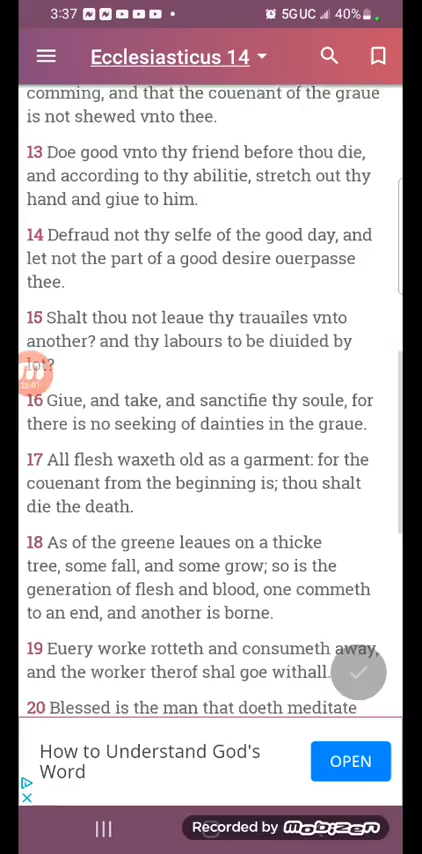 3:37 5GUC 40%
Ecclesiasticus 14
comming, and that the couenant of the graue
is not shewed vnto thee.
13 Doe good vnto thy friend before thou die,
and according to thy abilitie, stretch out thy
hand and giue to him.
14 Defraud not thy selfe of the good day, and
let not the part of a good desire ouerpasse
thee.
15 Shalt thou not leaue thy trauailes vnto
another? and thy labours to be diuided by
lot?
16 Giue, and take, and sanctifie thy soule, for
there is no seeking of dainties in the graue.
17 All flesh waxeth old as a garment: for the
couenant from the beginning is; thou shalt
die the death.
18 As of the greene leaues on a thicke
tree, some fall, and some grow; so is the
generation of flesh and blood, one commeth
to an end, and another is borne.
19 Euery worke rotteth and consumeth away,
and the worker therof shal goe withall.
20 Blessed is the man that doeth meditate
How to Understand God's
Word
OPEN
Recorded by Mobizen